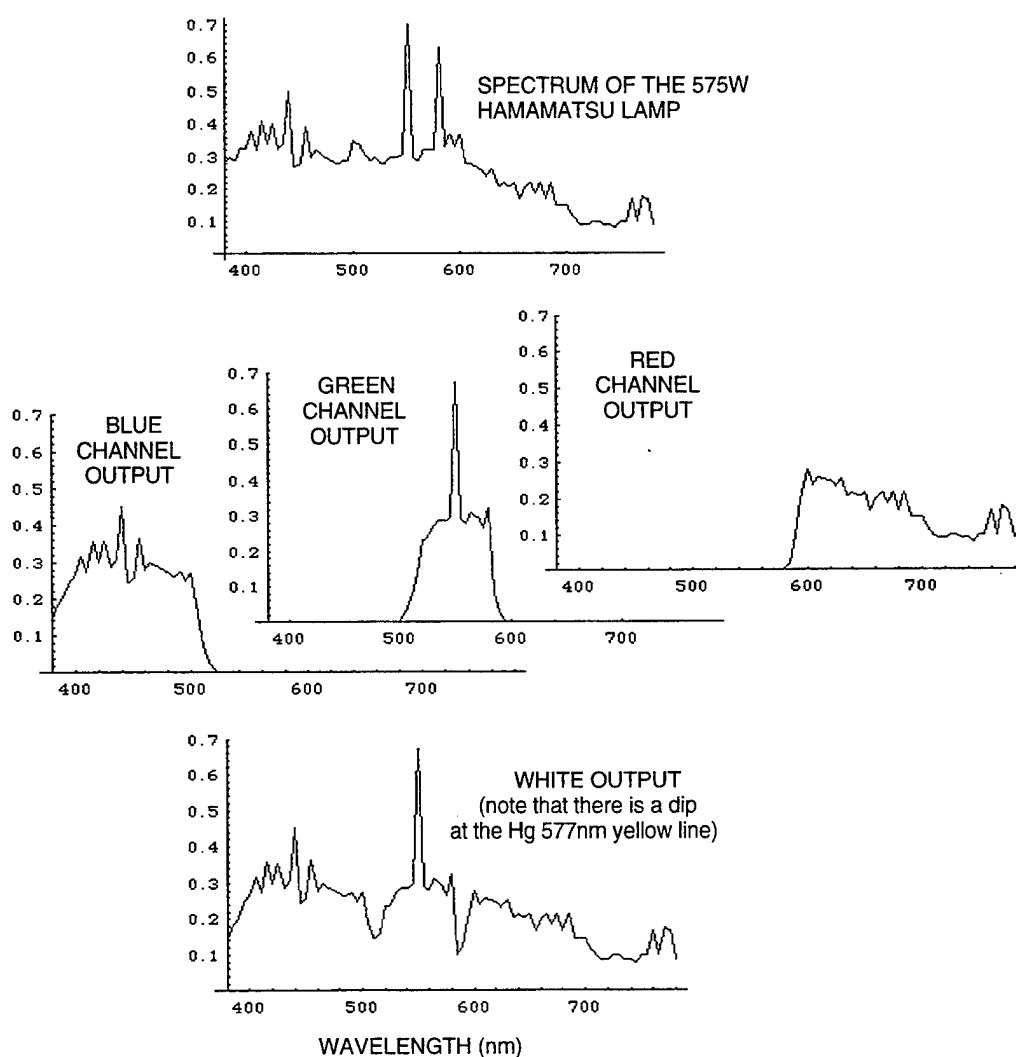 0.7
0.6
0.5
0.4
0.3
0.2
0.1
400 500 600 700
SPECTRUM OF THE 575W
HAMAMATSU LAMP
0.7
0.6
0.5
0.4
0.3
0.2
0.1
400 500 600 700
BLUE
CHANNEL
OUTPUT
0.7
0.6
0.5
0.4
0.3
0.2
0.1
400 500 600 700
GREEN
CHANNEL
OUTPUT
0.7
0.6
0.5
0.4
0.3
0.2
0.1
400 500 600 700
RED
CHANNEL
OUTPUT
0.7
0.6
0.5
0.4
0.3
0.2
0.1
400 500 600 700
WHITE OUTPUT
(note that there is a dip
at the Hg 577nm yellow line)
WAVELENGTH (nm)